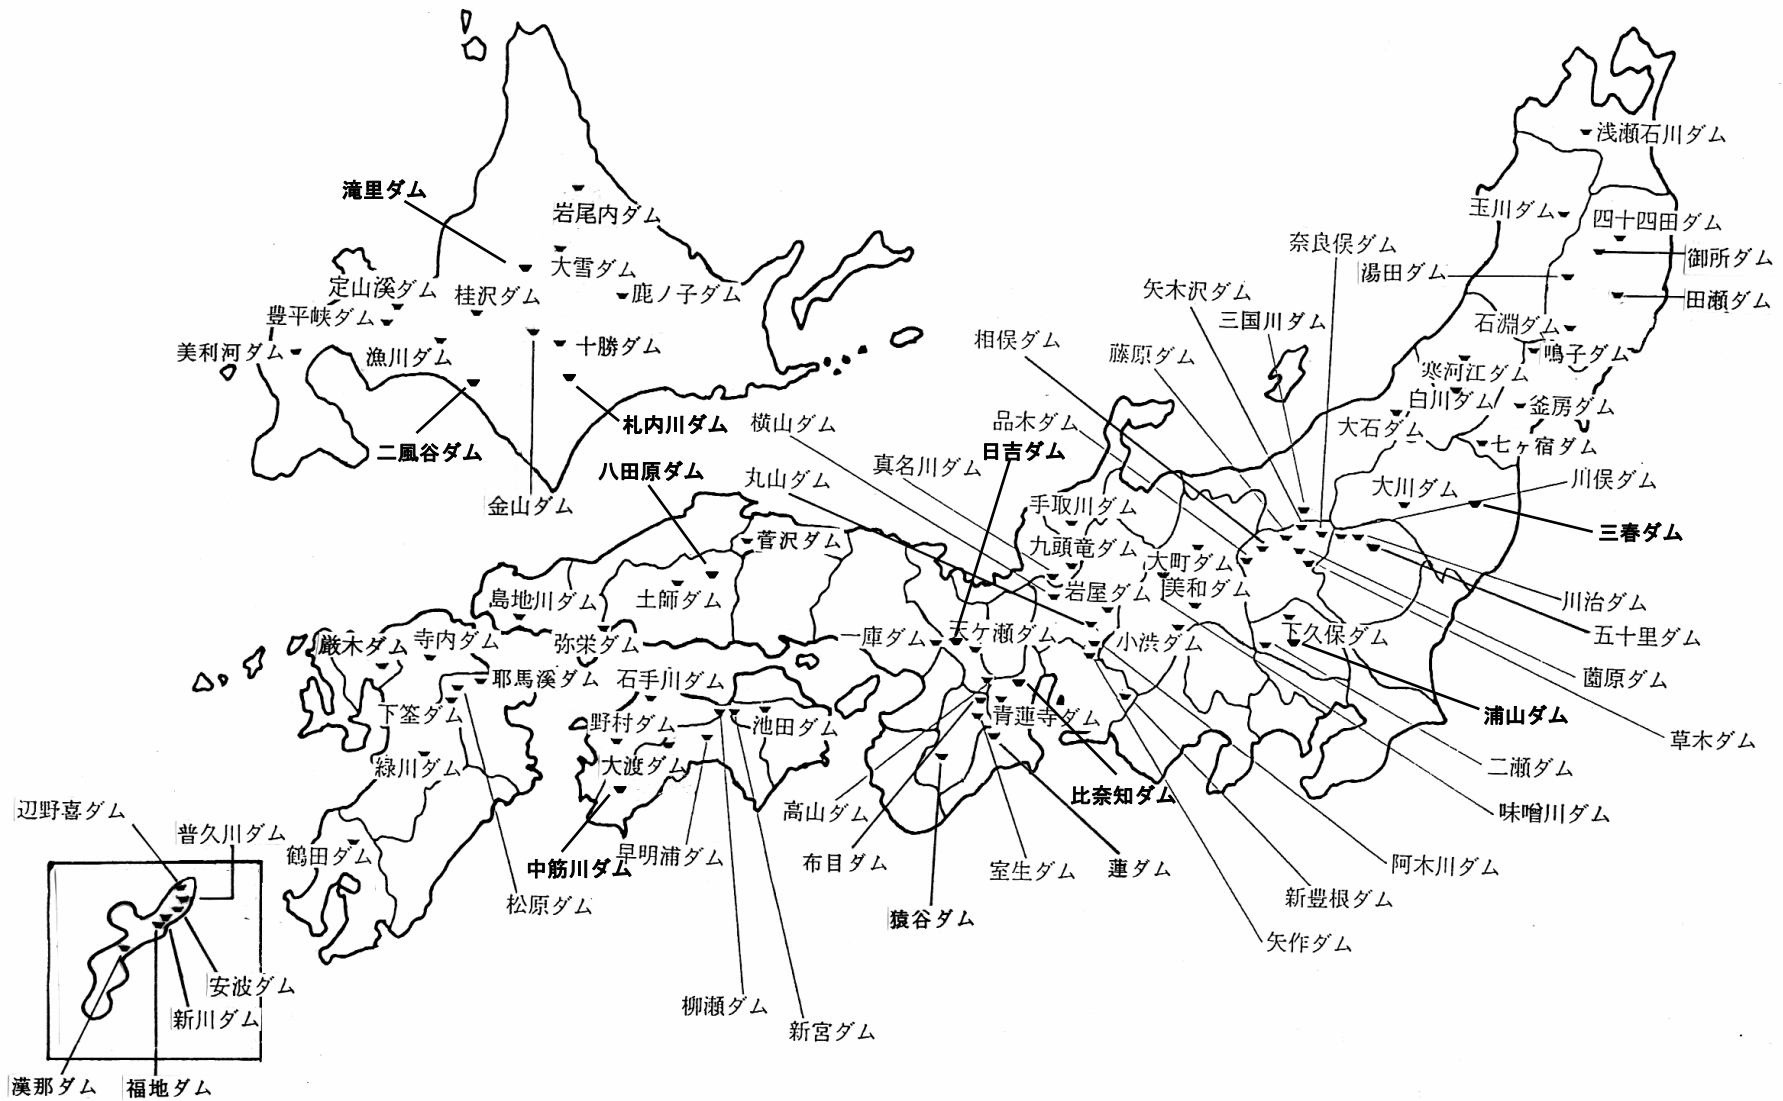 滝里ダム
岩尾内ダム
大雪ダム
鹿ノ子ダム
定山溪ダム
桂沢ダム
豊平峡ダム
美利河ダム
漁川ダム
十勝ダム
二風谷ダム
札内川ダム
金山ダム
浅瀬石川ダム
玉川ダム
四十四田ダム
御所ダム
湯田ダム
田瀬ダム
石淵ダム
鳴子ダム
寒河江ダム
白川ダム
釜房ダム
大石ダム
七ヶ宿ダム
大川ダム
三春ダム
奈良俣ダム
矢木沢ダム
三国川ダム
相俣ダム
藤原ダム
品木ダム
川俣ダム
川治ダム
五十里ダム
薗原ダム
草木ダム
下久保ダム
浦山ダム
二瀬ダム
味噌川ダム
横山ダム
真名川ダム
丸山ダム
日吉ダム
手取川ダム
九頭竜ダム
大町ダム
美和ダム
岩屋ダム
小渋ダム
阿木川ダム
新豊根ダム
矢作ダム
一庫ダム
天ヶ瀬ダム
青蓮寺ダム
比奈知ダム
高山ダム
布目ダム
室生ダム
蓮ダム
猿谷ダム
八田原ダム
菅沢ダム
島地川ダム
土師ダム
弥栄ダム
石手川ダム
野村ダム
池田ダム
大渡ダム
中筋川ダム
早明浦ダム
柳瀬ダム
新宮ダム
厳木ダム
寺内ダム
耶馬溪ダム
下筌ダム
松原ダム
緑川ダム
鶴田ダム
辺野喜ダム
普久川ダム
安波ダム
新川ダム
福地ダム
漢那ダム